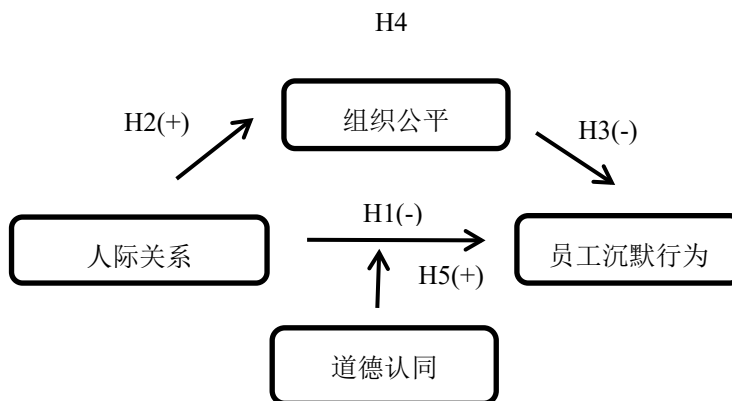 H4
组织公平
H2(+)
H3(-)
H1(-)
人际关系
员工沉默行为
H5(+)
道德认同